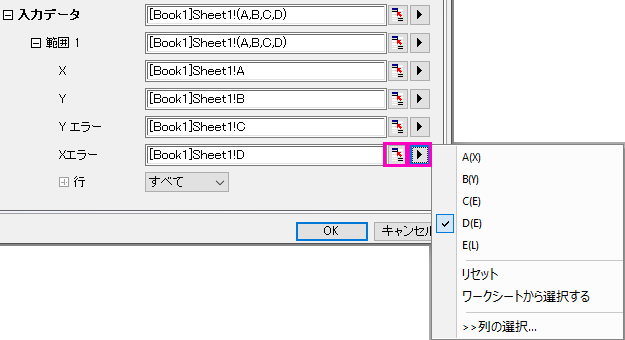 入力データ [Book1]Sheet1!(A,B,C,D)
範囲 1 [Book1]Sheet1!(A,B,C,D)
X [Book1]Sheet1!A
Y [Book1]Sheet1!B
Y エラー [Book1]Sheet1!C
Xエラー [Book1]Sheet1!D
行 すべて
OK キャンセル
A(X)
B(Y)
C(E)
D(E)
E(L)
リセット
ワークシートから選択する
>>列の選択...